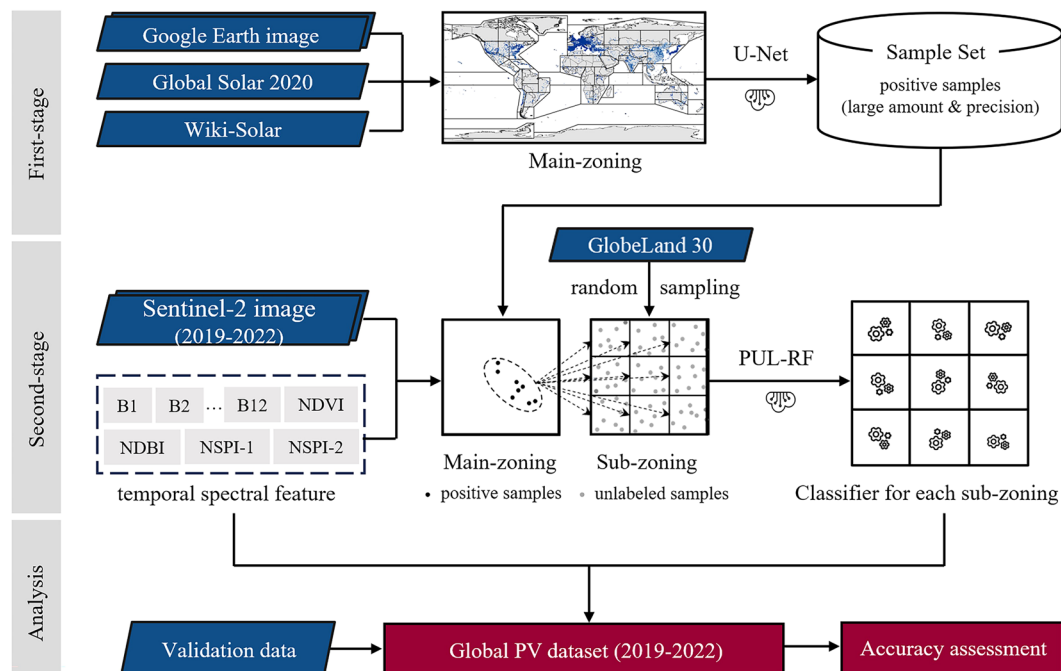 First-stage
Google Earth image
Global Solar 2020
Wiki-Solar
Main-zoning
U-Net
Sample Set
positive samples
(large amount & precision)
Second-stage
GlobeLand 30
random sampling
Sentinel-2 image
(2019-2022)
B1 B2 ... B12 NDVI
NDBI NSPI-1 NSPI-2
temporal spectral feature
Main-zoning
Sub-zoning
positive samples
unlabeled samples
PUL-RF
Classifier for each sub-zoning
Analysis
Validation data
Global PV dataset (2019-2022)
Accuracy assessment